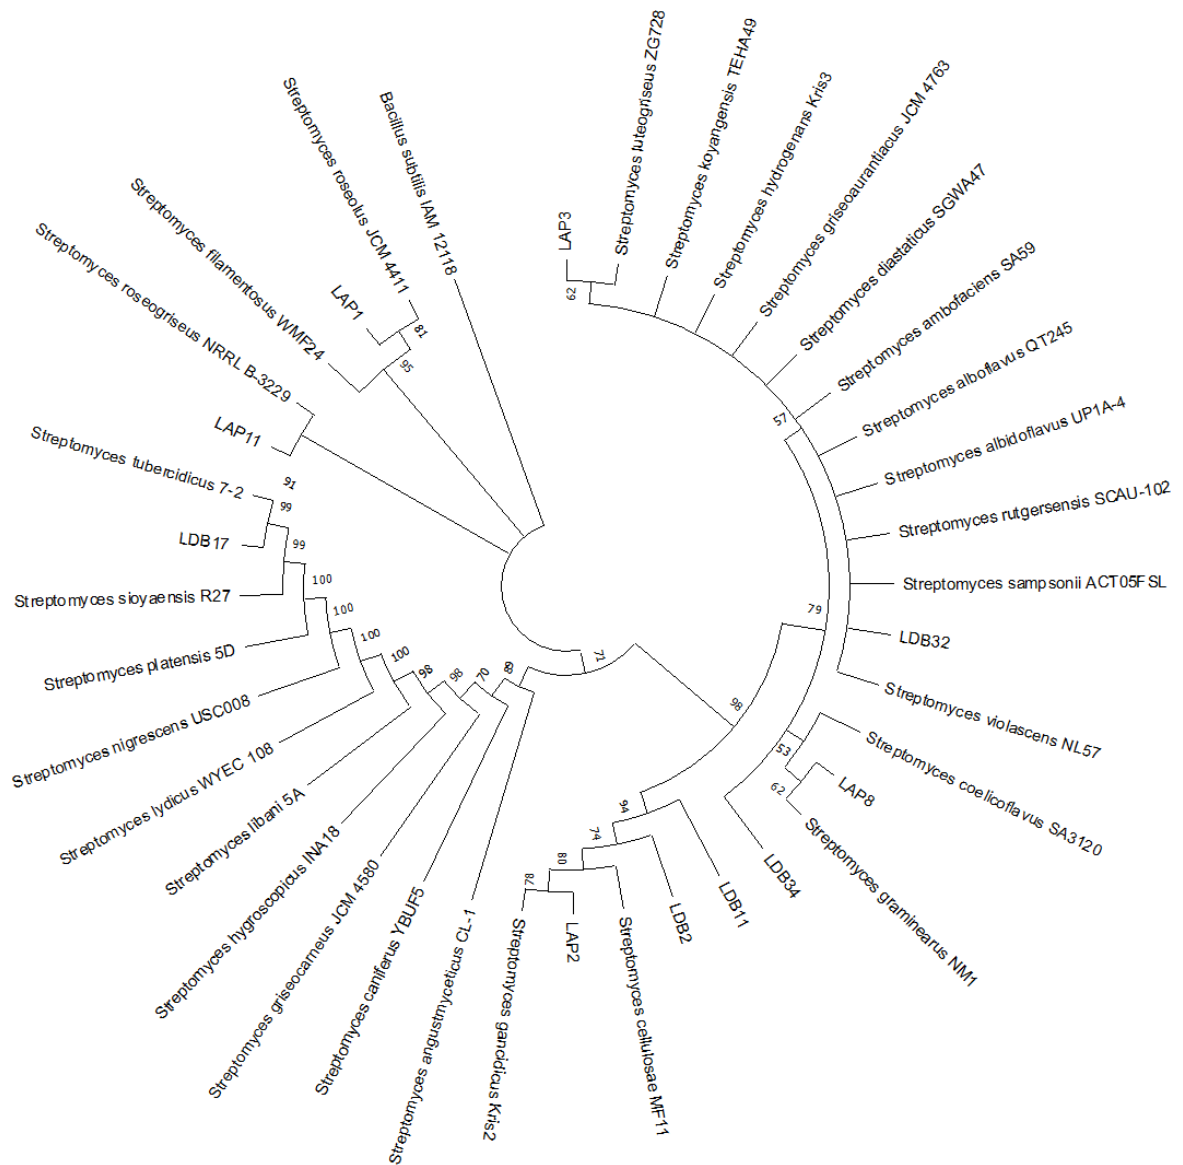 Streptomyces tuteogriseus ZG728
Streptomyces koyangensis TEHA49
Streptomyces hydrogenans Kris3
Streptomyces griseoaurantiacus JCM 4763
Streptomyces diastaticus SGWA47
Streptomyces ambofaciens SA59
Streptomyces alboflavus QT245
Streptomyces albidoflavus UP1A-4
Streptomyces rutgersensis SCAU-102
Streptomyces sampsonii ACT05FSL
LDB32
Streptomyces violascens NL57
Streptomyces coelicoflavus SA3120
LAP8
Streptomyces graminearus NM1
LDB34
LDB11
LDB2
Streptomyces cellulosae MF11
LAP2
Streptomyces gancidicus Kris2
Streptomyces angustmyceticus CL-1
Streptomyces caniferus YBUF5
Streptomyces griseocarneus JCM 4580
Streptomyces hygroscopicus INA18
Streptomyces libani 5A
Streptomyces lydicus WYEC 108
Streptomyces nigrescens USC008
Streptomyces platensis 5D
Streptomyces sioyaensis R27
LDB17
Streptomyces tubercidicus 7-2
LAP11
Streptomyces roseogriseus NRRL B-3229
Streptomyces filamentosus WMF24
LAP1
Streptomyces roseolus JCM 4411
Bacillus subtilis IAM 12118
LAP3
62
57
79
53
62
98
94
74
80
78
71
70
98
98
100
100
100
100
99
99
91
95
81